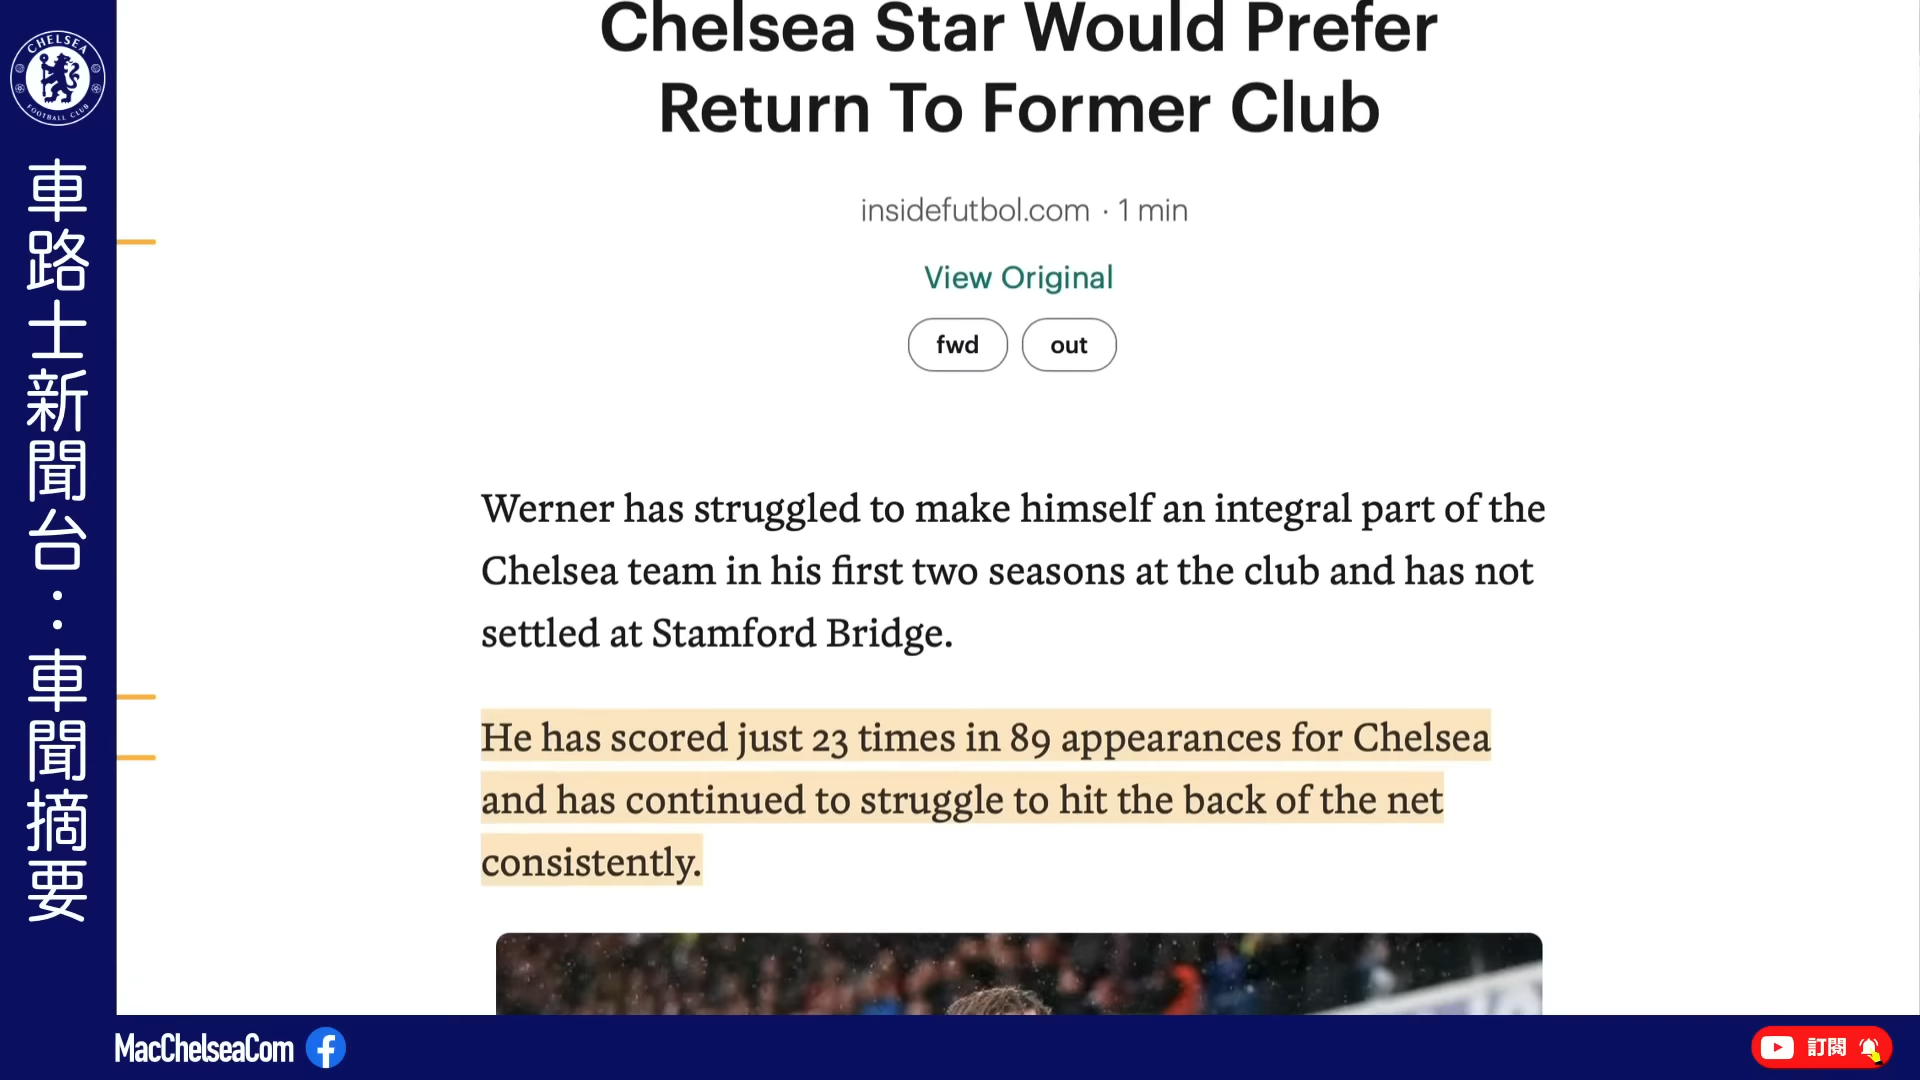 CHELSEA
FOOTBALL CLUB
車路士新聞台：車聞摘要
Chelsea Star Would Prefer
Return To Former Club
insidefutbol.com · 1 min
View Original
fwd
out
Werner has struggled to make himself an integral part of the
Chelsea team in his first two seasons at the club and has not
settled at Stamford Bridge.
He has scored just 23 times in 89 appearances for Chelsea
and has continued to struggle to hit the back of the net
consistently.
MacChelseaCom
訂閱